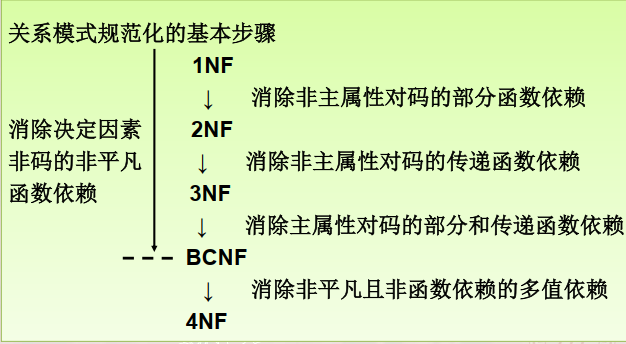 关系模式规范化的基本步骤
1NF
↓ 消除非主属性对码的部分函数依赖
消除决定因素
非码的非平凡
函数依赖
2NF
↓ 消除非主属性对码的传递函数依赖
3NF
↓ 消除主属性对码的部分和传递函数依赖
BCNF
↓ 消除非平凡且非函数依赖的多值依赖
4NF